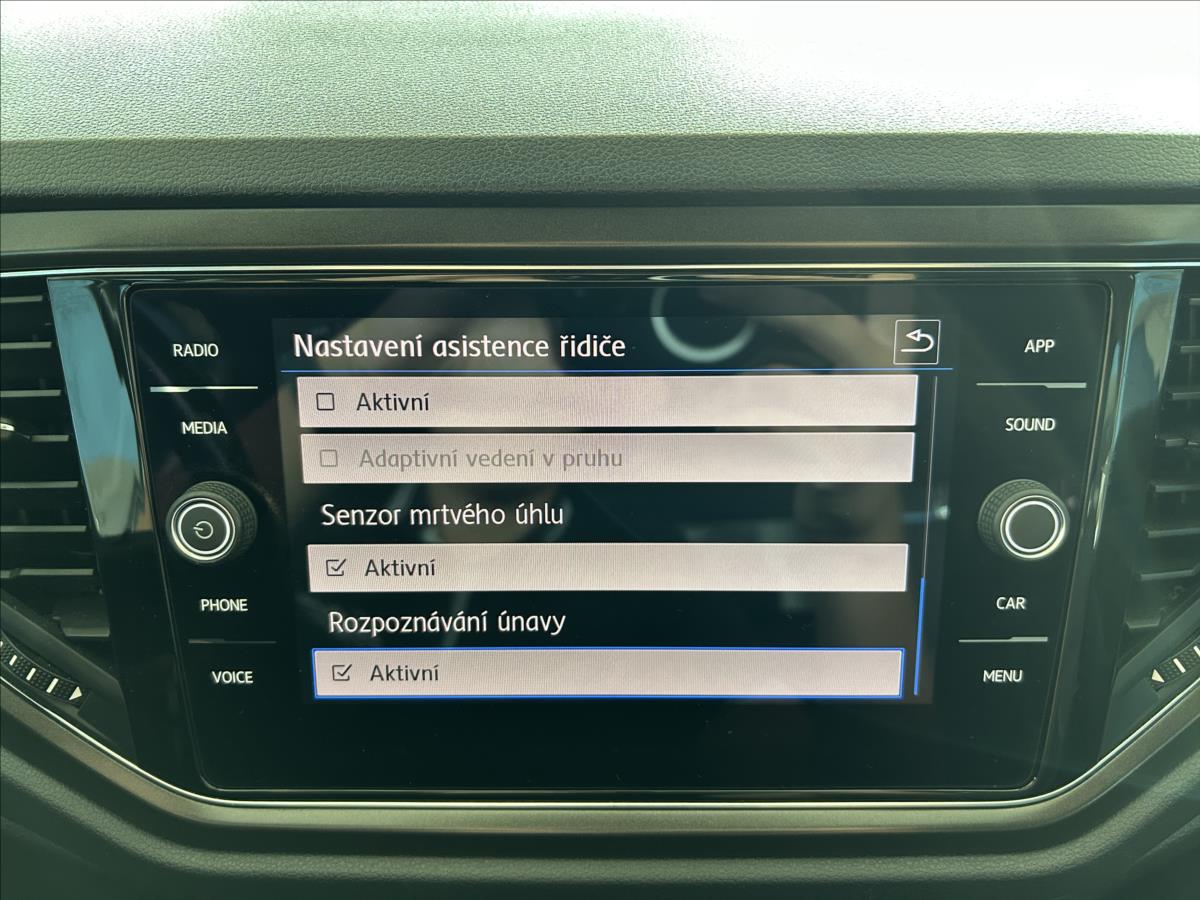 Nastavení asistence řidiče
Aktivní
Adaptivní vedení v pruhu
Senzor mrtvého úhlu
Aktivní
Rozpoznávání únavy
Aktivní
RADIO
MEDIA
PHONE
VOICE
APP
SOUND
CAR
MENU